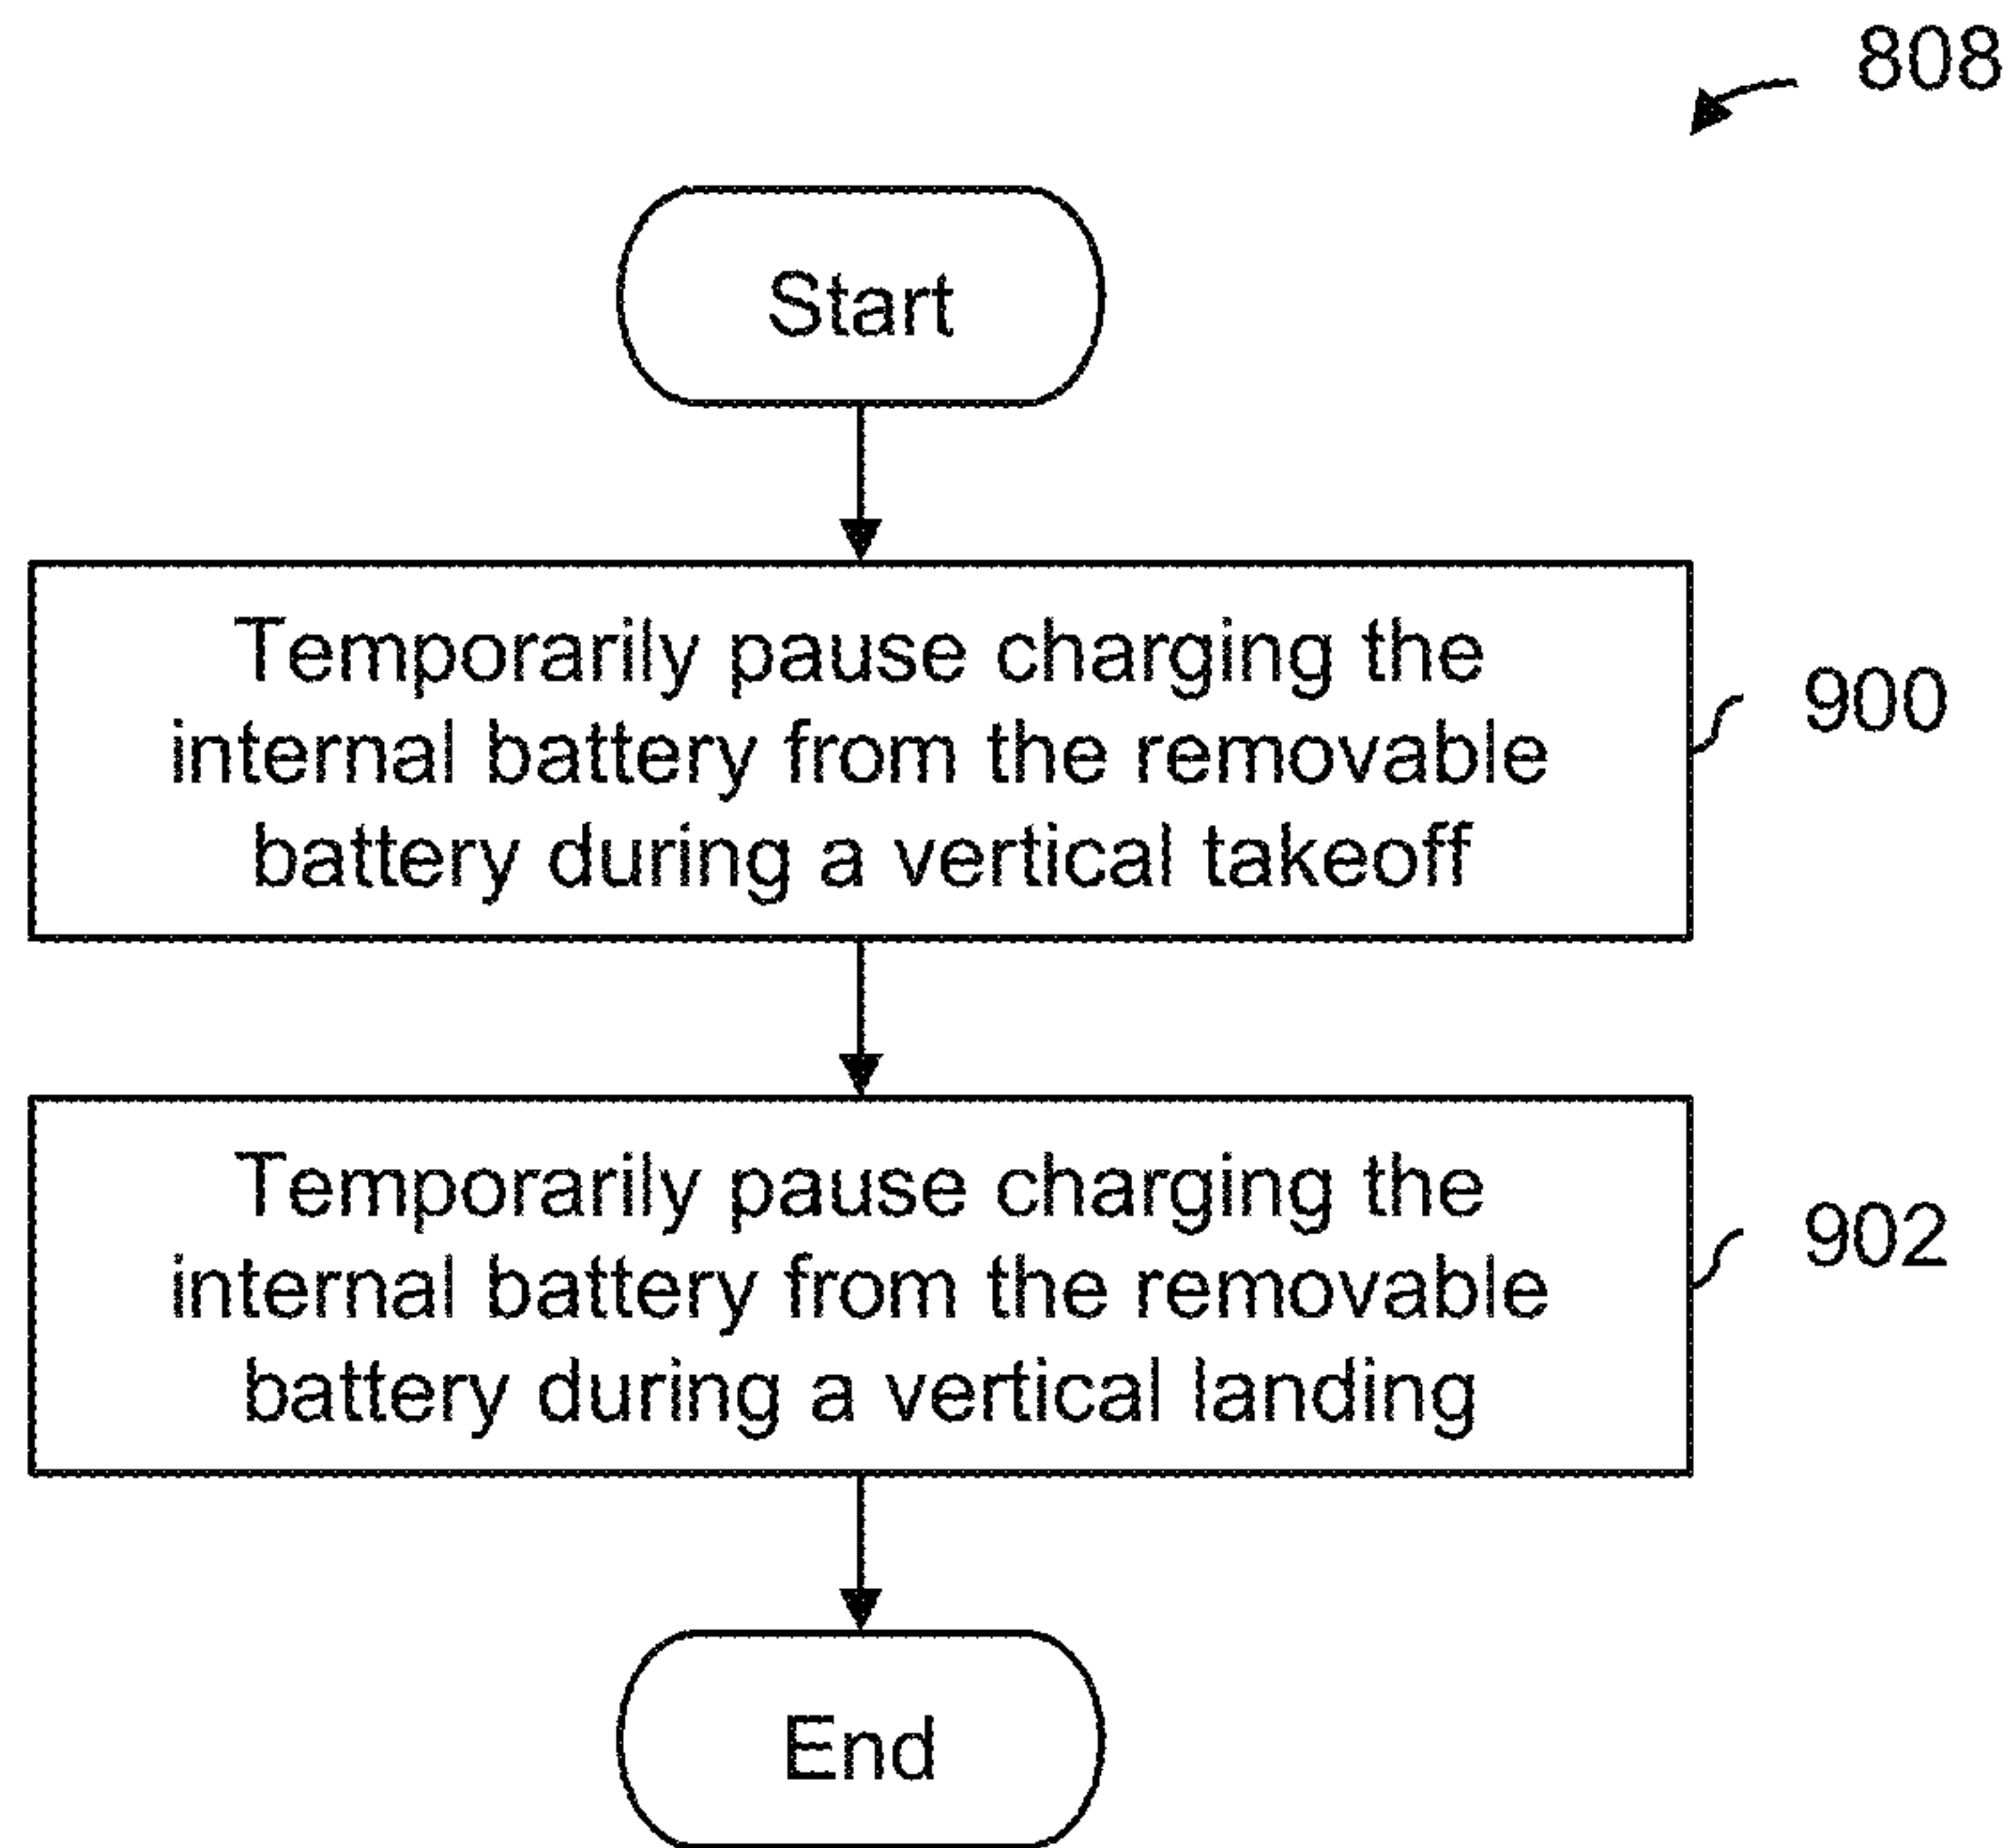 808
Start
Temporarily pause charging the
internal battery from the removable
battery during a vertical takeoff
900
Temporarily pause charging the
internal battery from the removable
battery during a vertical landing
902
End